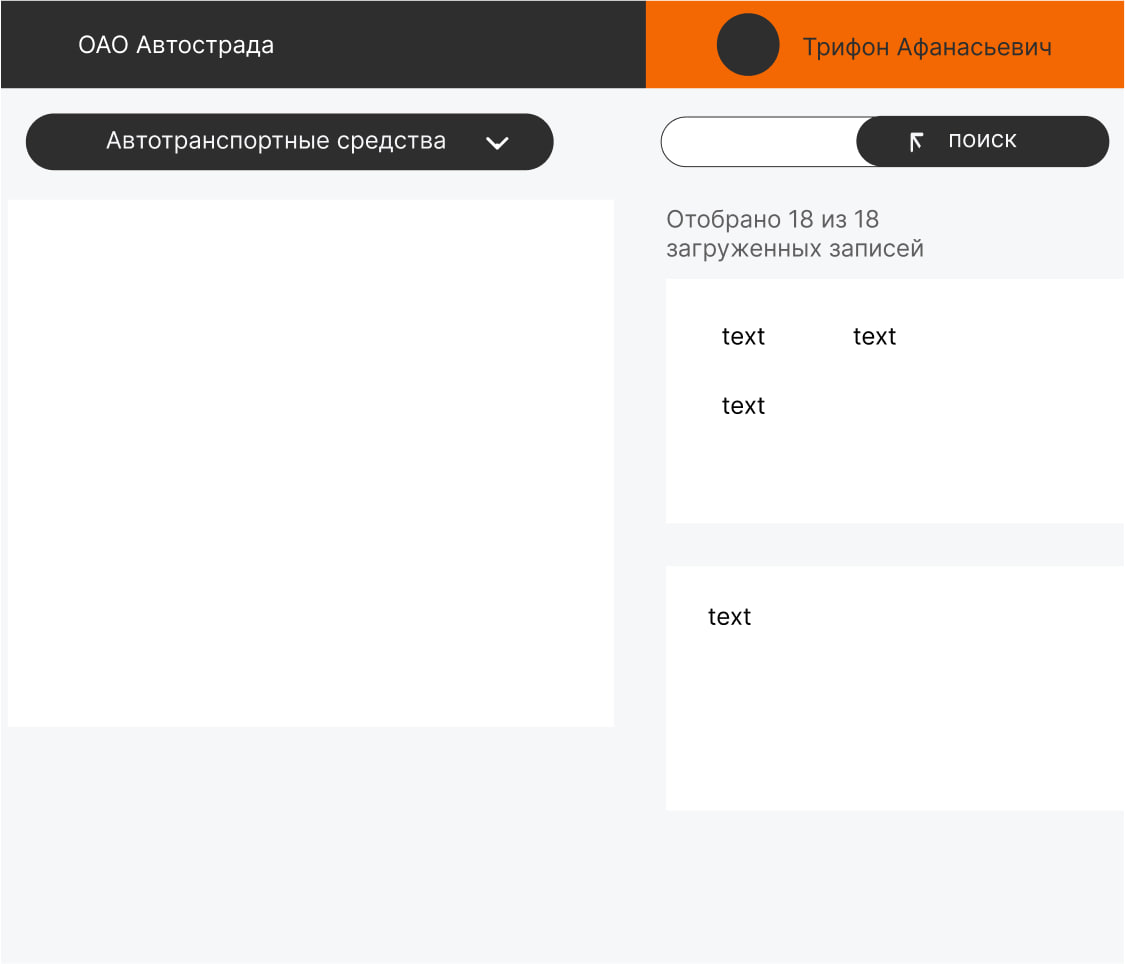 ОАО Автострада
Трифон Афанасьевич
Автотранспортные средства
поиск
Отобрано 18 из 18
загруженных записей
text text
text
text